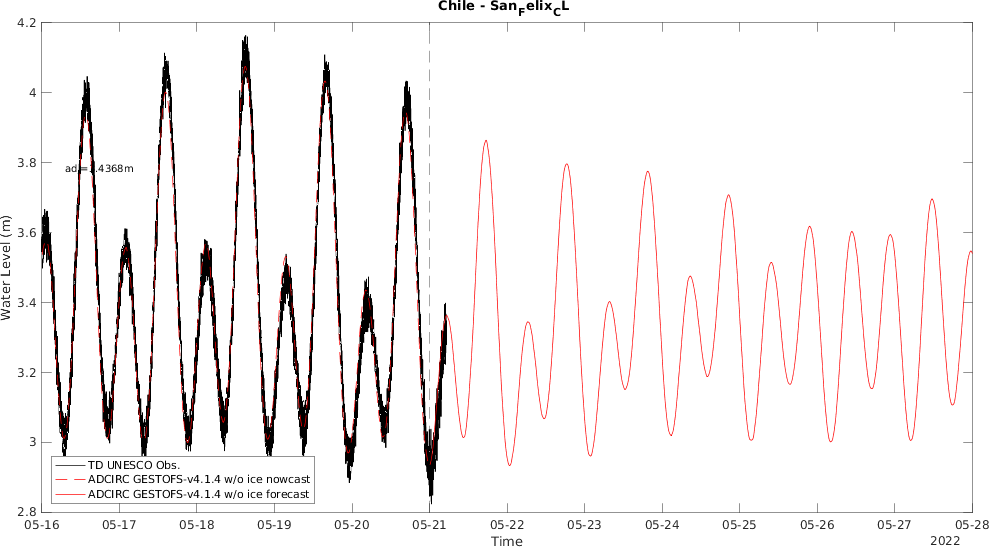 Chile - San_Felix_CL
4.2
4
3.8
3.6
3.4
3.2
3
2.8
Water Level (m)
adj=1.4368m
TD UNESCO Obs.
ADCIRC GESTOFS-v4.1.4 w/o ice nowcast
ADCIRC GESTOFS-v4.1.4 w/o ice forecast
05-16 05-17 05-18 05-19 05-20 05-21 05-22 05-23 05-24 05-25 05-26 05-27 05-28
Time
2022